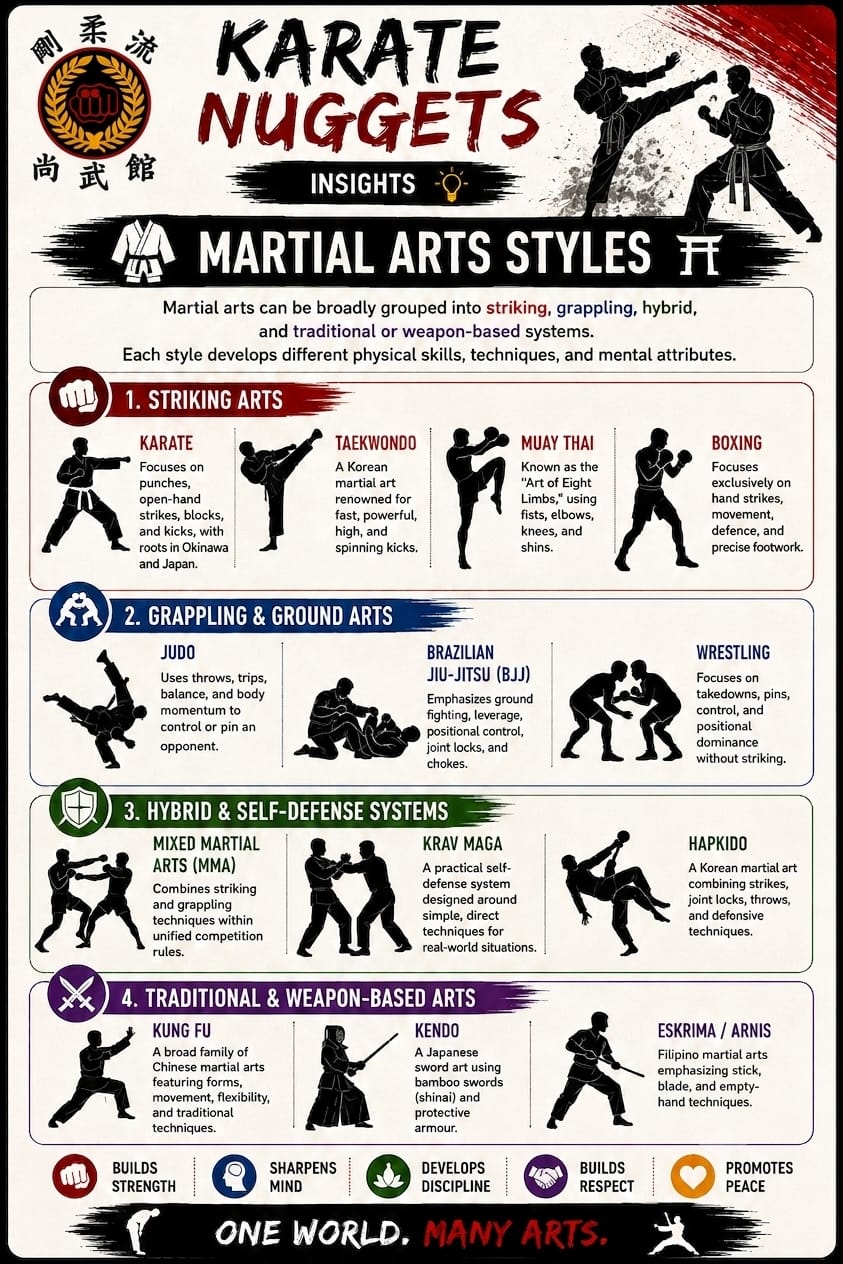 剛柔流
尚武館
KARATE
NUGGETS
INSIGHTS
MARTIAL ARTS STYLES
Martial arts can be broadly grouped into striking, grappling, hybrid,
and traditional or weapon-based systems.
Each style develops different physical skills, techniques, and mental attributes.
1. STRIKING ARTS
KARATE
Focuses on
punches,
open-hand
strikes, blocks,
and kicks, with
roots in Okinawa
and Japan.
TAEKWONDO
A Korean
martial art
renowned for
fast, powerful,
high, and
spinning kicks.
MUAY THAI
Known as the
"Art of Eight
Limbs," using
fists, elbows,
knees, and
shins.
BOXING
Focuses
exclusively on
hand strikes,
movement,
defence, and
precise footwork.
2. GRAPPLING & GROUND ARTS
JUDO
Uses throws, trips,
balance, and body
momentum to
control or pin an
opponent.
BRAZILIAN
JIU-JITSU (BJJ)
Emphasizes ground
fighting, leverage,
positional control,
joint locks, and
chokes.
WRESTLING
Focuses on
takedowns, pins,
control, and
positional
dominance
without striking.
3. HYBRID & SELF-DEFENSE SYSTEMS
MIXED MARTIAL
ARTS (MMA)
Combines striking
and grappling
techniques within
unified competition
rules.
KRAV MAGA
A practical self-
defense system
designed around
simple, direct
techniques for
real-world situations.
HAPKIDO
A Korean martial art
combining strikes,
joint locks, throws,
and defensive
techniques.
4. TRADITIONAL & WEAPON-BASED ARTS
KUNG FU
A broad family of
Chinese martial arts
featuring forms,
movement, flexibility,
and traditional
techniques.
KENDO
A Japanese
sword art using
bamboo swords
(shinai) and
protective
armour.
ESKRIMA / ARNIS
Filipino martial arts
emphasizing stick,
blade, and empty-
hand techniques.
BUILDS
STRENGTH
SHARPENS
MIND
DEVELOPS
DISCIPLINE
BUILDS
RESPECT
PROMOTES
PEACE
ONE WORLD. MANY ARTS.